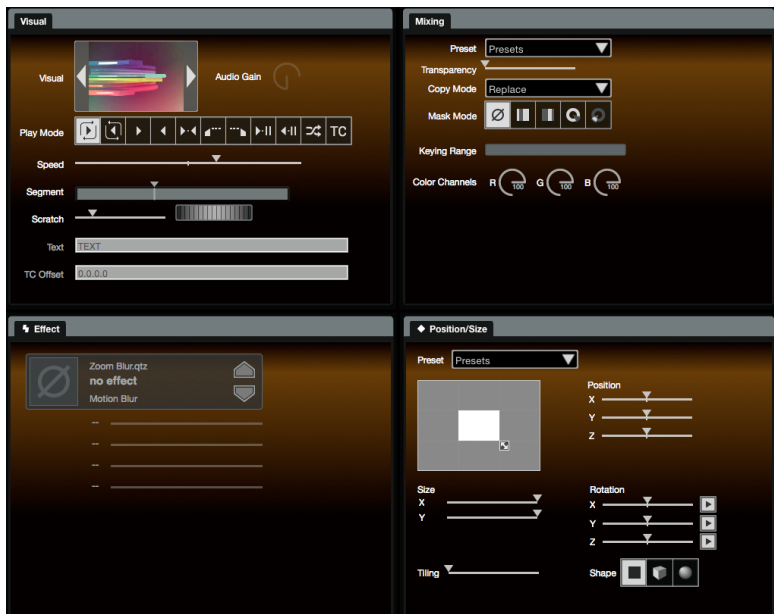 Visual
Visual
Audio Gain
Play Mode
TC
Speed
Segment
Scratch
Text
TEXT
TC Offset
0.0.0.0
Mixing
Preset
Presets
Transparency
Copy Mode
Replace
Mask Mode
Keying Range
Color Channels
R
100
G
100
B
100
Effect
Zoom Blur.qtz
no effect
Motion Blur
--
--
--
--
Position/Size
Preset
Presets
Position
X
Y
Z
Size
X
Y
Rotation
X
Y
Z
Tiling
Shape